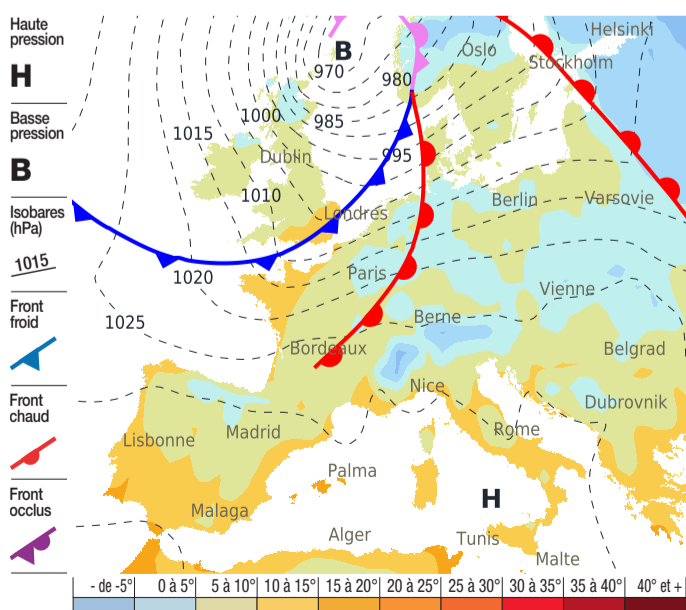 Haute
pression
H
Basse
pression
B
Isobares
(hPa)
1015
Front
froid
Front
chaud
Front
occlus
B
970
980
985
995
1000
1015
1010
1020
1025
Oslo
Helsinki
Stockholm
Dublin
Londres
Berlin
Varsovie
Paris
Vienne
Berne
Bordeaux
Belgrad
Nice
Dubrovnik
Lisbonne
Madrid
Rome
Palma
H
Malaga
Alger
Tunis
Malte
- de -5°
0 à 5°
5 à 10°
10 à 15°
15 à 20°
20 à 25°
25 à 30°
30 à 35°
35 à 40°
40° et +